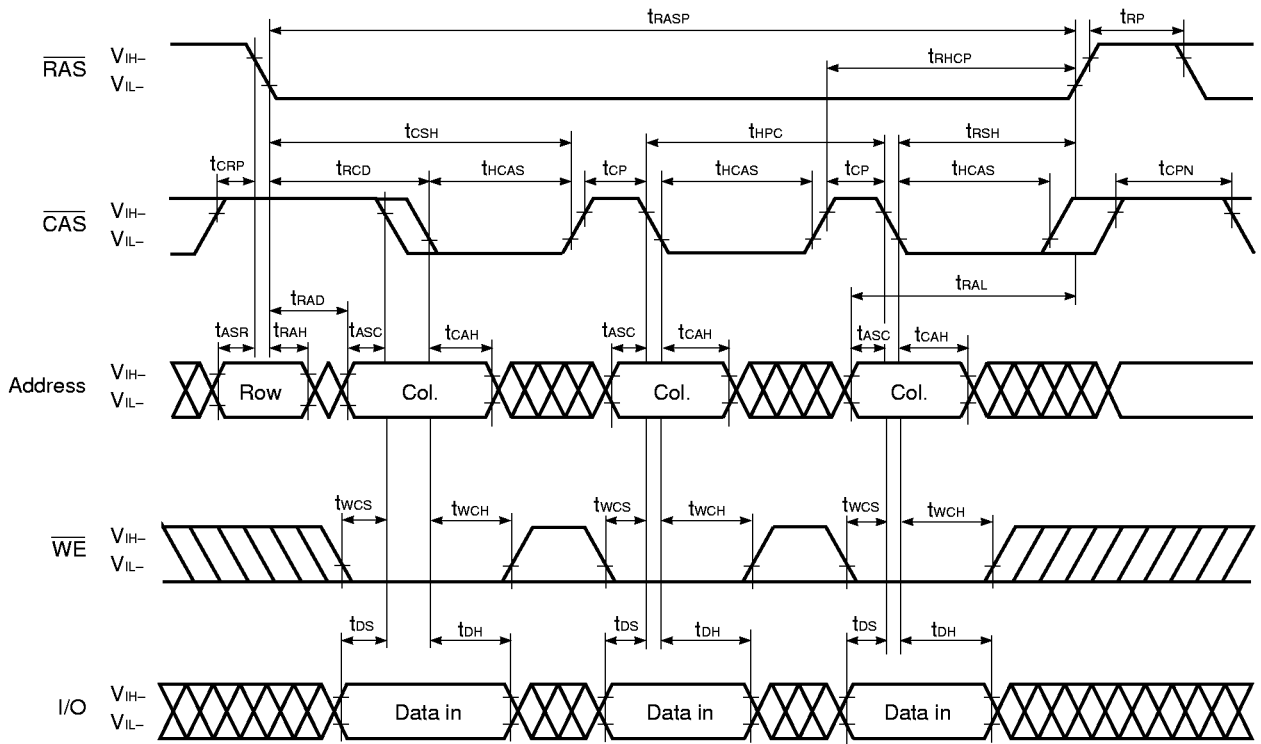 tRASP
tRP
RAS
VIH–
VIL–
tRHCP
tCSH
tHPC
tRSH
tCRP
tRCD
tHCAS
tCP
tHCAS
tCP
tHCAS
tCPN
CAS
VIH–
VIL–
tRAD
tRAL
tASR
tRAH
tASC
tCAH
tASC
tCAH
tASC
tCAH
Address
VIH–
VIL–
Row
Col.
Col.
Col.
tWCS
tWCH
tWCS
tWCH
tWCS
tWCH
WE
VIH–
VIL–
tDS
tDH
tDS
tDH
tDS
tDH
I/O
VIH–
VIL–
Data in
Data in
Data in